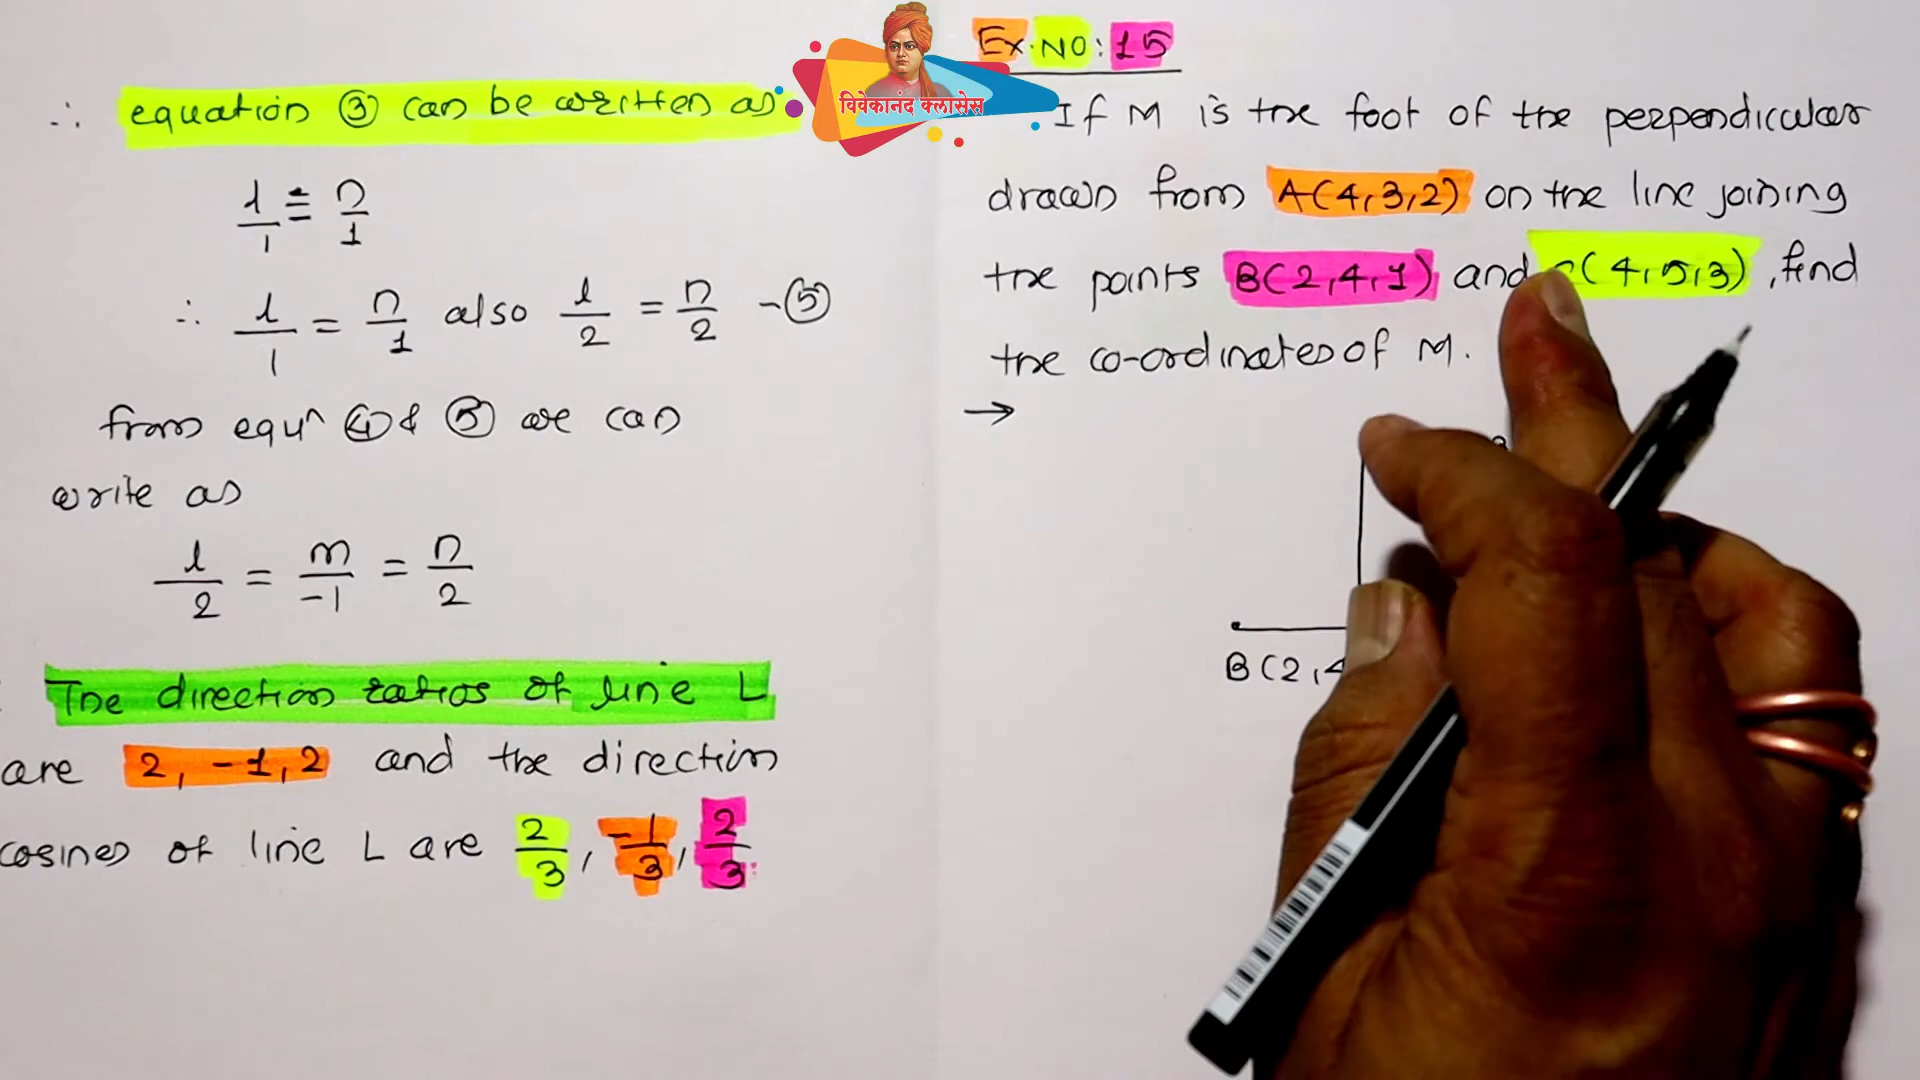 ∴ equation ③ can be written as
l/1 = n/1
∴ l/1 = n/1 also l/2 = n/2 -⑤
from equⁿ ④ & ⑤ we can
write as
l/2 = m/-1 = n/2
The direction ratios of line L
are 2, -1, 2 and the direction
cosines of line L are 2/3, -1/3, 2/3
विवेकानंद क्लासेस
Ex.NO: 15
If M is the foot of the perpendicular
drawn from A(4,3,2) on the line joining
the points B(2,4,1) and (4,5,3), find
the co-ordinates of M.
→
B(2,4